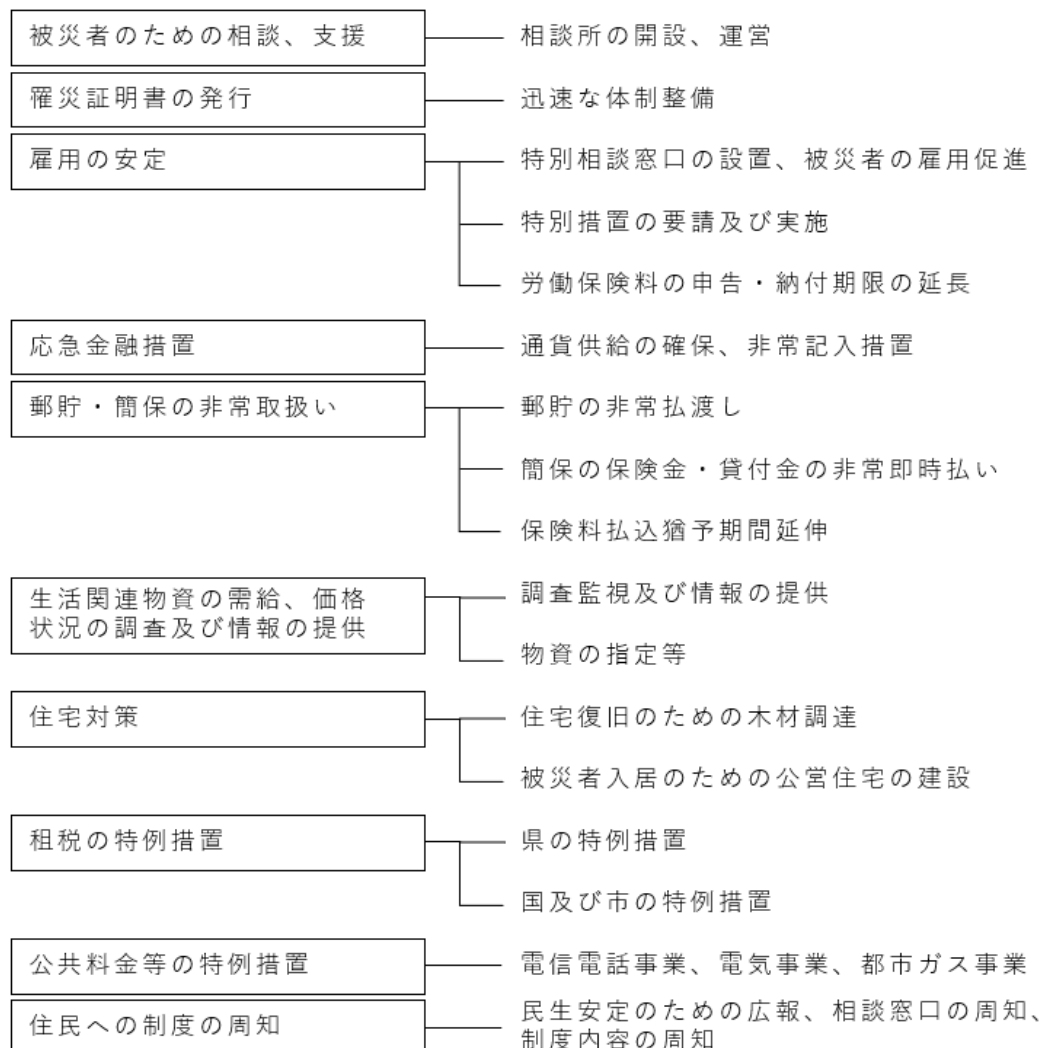 被災者のための相談、支援
相談所の開設、運営
罹災証明書の発行
迅速な体制整備
雇用の安定
特別相談窓口の設置、被災者の雇用促進
特別措置の要請及び実施
労働保険料の申告・納付期限の延長
応急金融措置
通貨供給の確保、非常記入措置
郵貯・簡保の非常取扱い
郵貯の非常払渡し
簡保の保険金・貸付金の非常即時払い
保険料払込猶予期間延伸
生活関連物資の需給、価格
状況の調査及び情報の提供
調査監視及び情報の提供
物資の指定等
住宅対策
住宅復旧のための木材調達
被災者入居のための公営住宅の建設
租税の特例措置
県の特例措置
国及び市の特例措置
公共料金等の特例措置
電信電話事業、電気事業、都市ガス事業
住民への制度の周知
民生安定のための広報、相談窓口の周知、
制度内容の周知